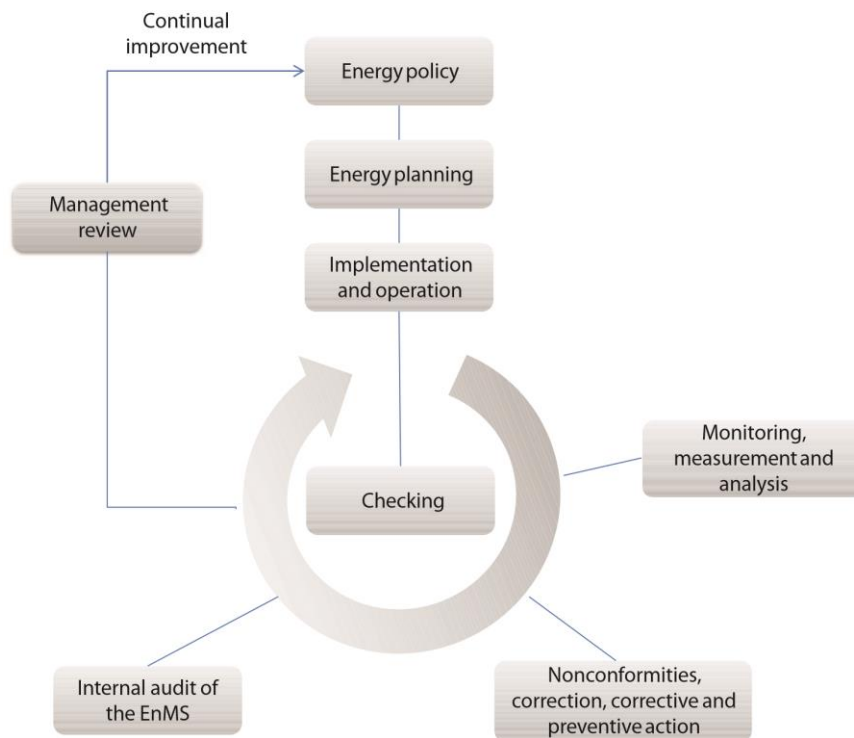 Continual
improvement
Energy policy
Energy planning
Management
review
Implementation
and operation
Monitoring,
measurement and
analysis
Checking
Internal audit of
the EnMS
Nonconformities,
correction, corrective and
preventive action